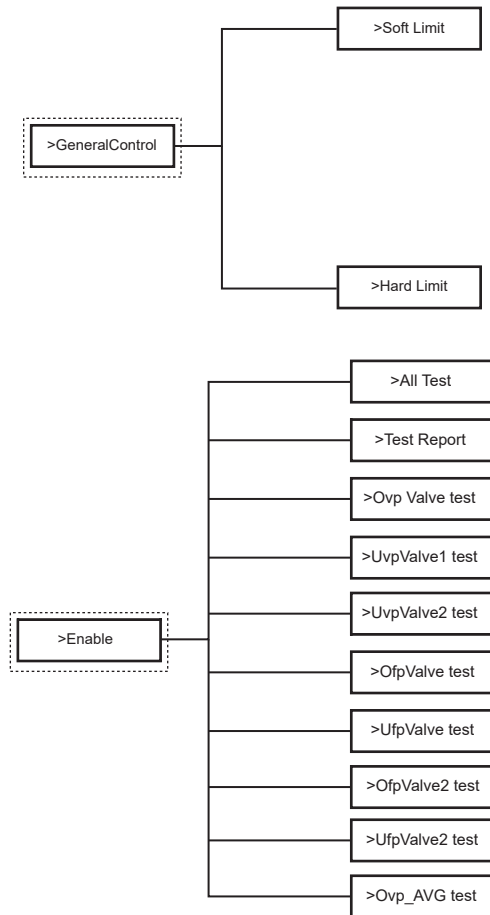 >Soft Limit
>GeneralControl
>Hard Limit
>All Test
>Test Report
>Ovp Valve test
>UvpValve1 test
>UvpValve2 test
>Enable
>OfpValve test
>UfpValve test
>OfpValve2 test
>UfpValve2 test
>Ovp_AVG test